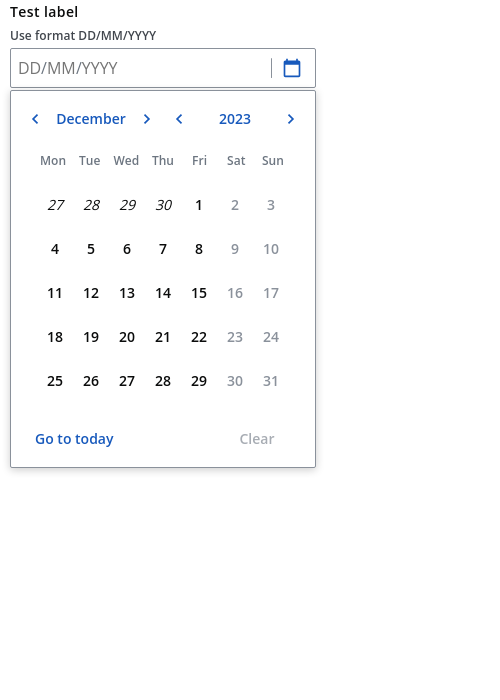 Test label
Use format DD/MM/YYYY
DD/MM/YYYY
December 2023
Mon Tue Wed Thu Fri Sat Sun
27 28 29 30 1 2 3
4 5 6 7 8 9 10
11 12 13 14 15 16 17
18 19 20 21 22 23 24
25 26 27 28 29 30 31
Go to today Clear